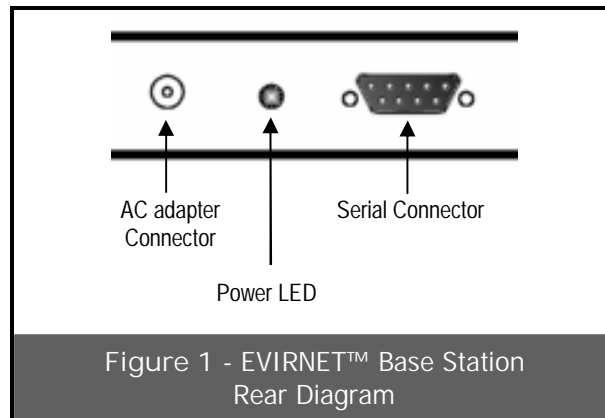 AC adapter
Connector
Serial Connector
Power LED
Figure 1 - EVIRNET™ Base Station
Rear Diagram